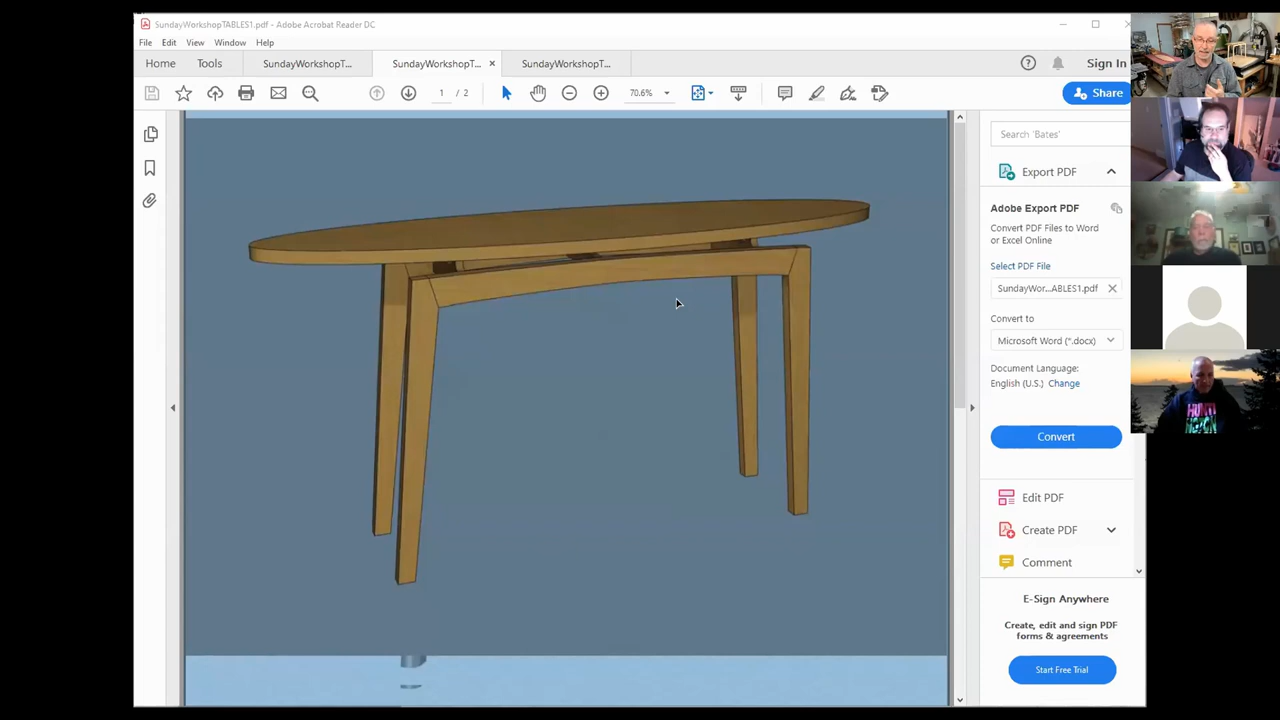 SundayWorkshopTABLES1.pdf - Adobe Acrobat Reader DC
File Edit View Window Help
Home Tools SundayWorkshopT... SundayWorkshopT... SundayWorkshopT... Sign In
1 / 2 70.6% Share
Search 'Bates'
Export PDF
Adobe Export PDF
Convert PDF Files to Word
or Excel Online
Select PDF File
SundayWor...ABLES1.pdf
Convert to
Microsoft Word (*.docx)
Document Language:
English (U.S.) Change
Convert
Edit PDF
Create PDF
Comment
E-Sign Anywhere
Create, edit and sign PDF
forms & agreements
Start Free Trial